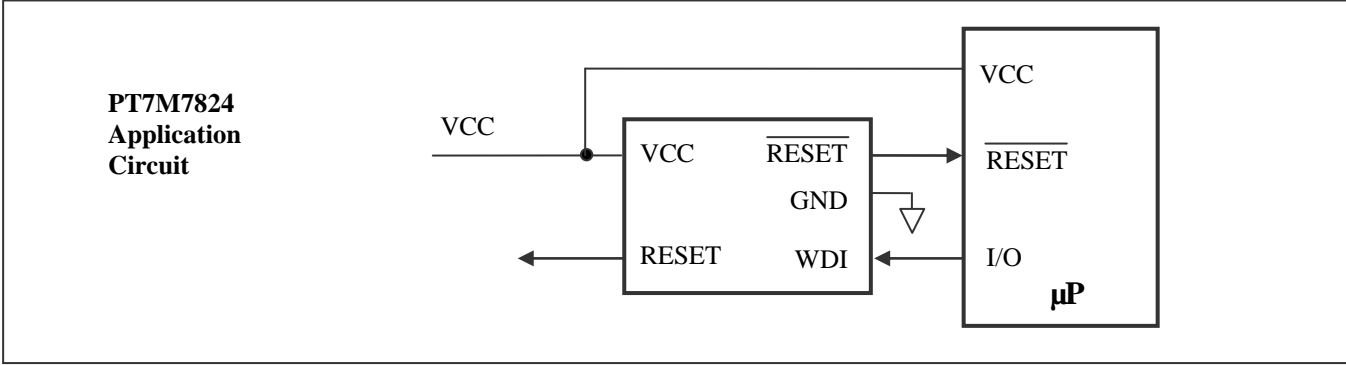 PT7M7824
Application
Circuit
VCC
VCC
RESET
GND
RESET
WDI
VCC
RESET
I/O
µP